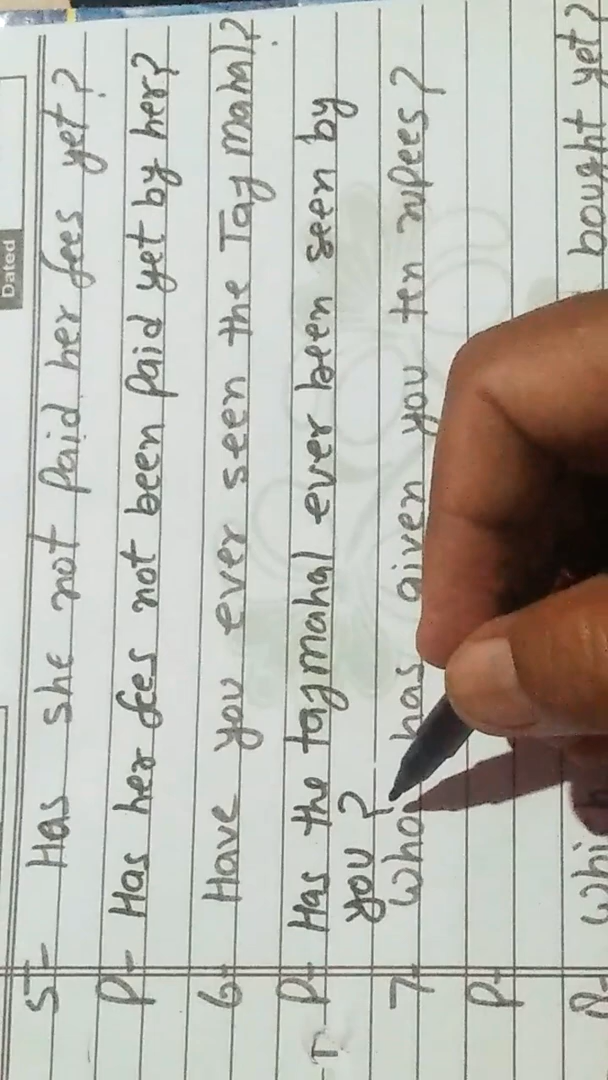 Dated
5- Has she not paid her fees yet?
P- Has her fees not been paid yet by her?
6- Have you ever seen the Taj mahal?
P- Has the tajmahal ever been seen by
you?
7- Who has given you ten rupees?
P-
bought yet?